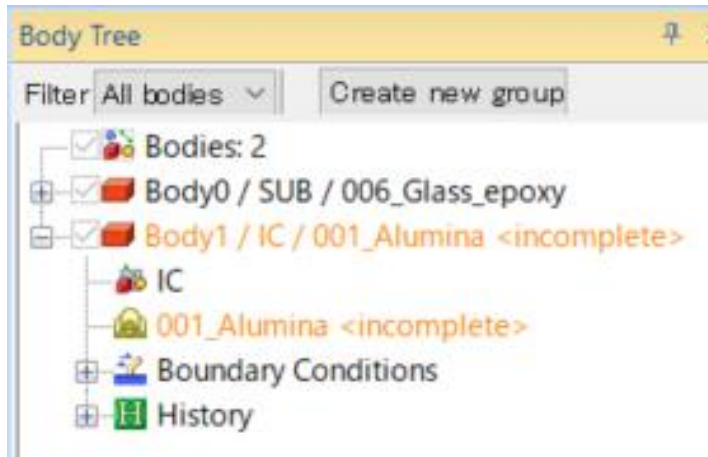 Body Tree
Filter All bodies Create new group
Bodies: 2
Body0 / SUB / 006_Glass_epoxy
Body1 / IC / 001_Alumina <incomplete>
IC
001_Alumina <incomplete>
Boundary Conditions
H History